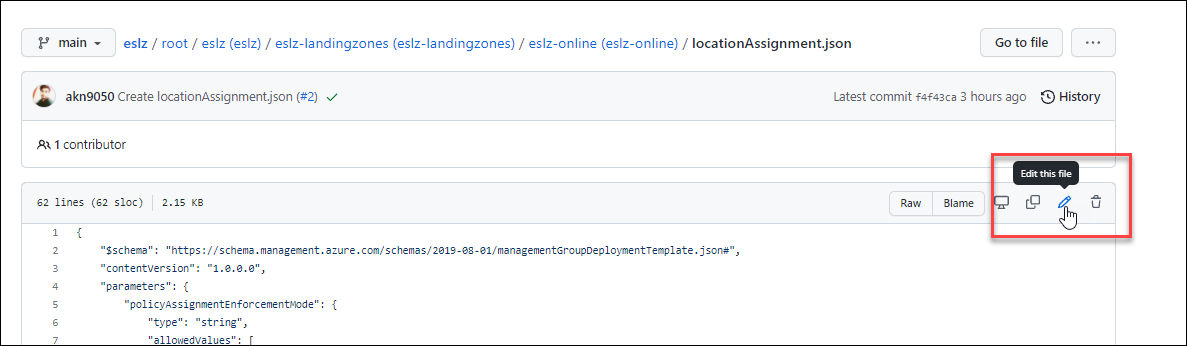 main
eslz / root / eslz (eslz) / eslz-landingzones (eslz-landingzones) / eslz-online (eslz-online) / locationAssignment.json
Go to file
...
akn9050 Create locationAssignment.json (#2)
Latest commit f4f43ca 3 hours ago
History
1 contributor
Edit this file
62 lines (62 sloc) 2.15 KB
Raw
Blame
1 {
2 "$schema": "https://schema.management.azure.com/schemas/2019-08-01/managementGroupDeploymentTemplate.json#",
3 "contentVersion": "1.0.0.0",
4 "parameters": {
5 "policyAssignmentEnforcementMode": {
6 "type": "string",
7 "allowedValues": [